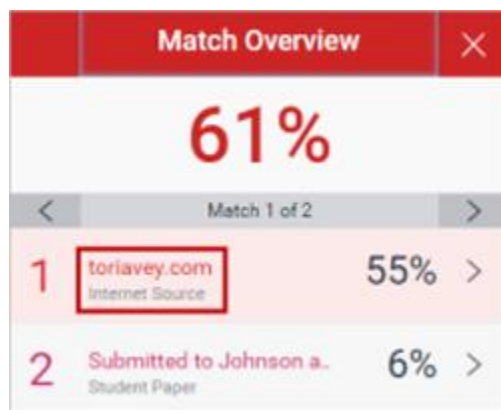 Match Overview
61%
Match 1 of 2
1 toriavey.com 55%
Internet Source
2 Submitted to Johnson a.. 6%
Student Paper